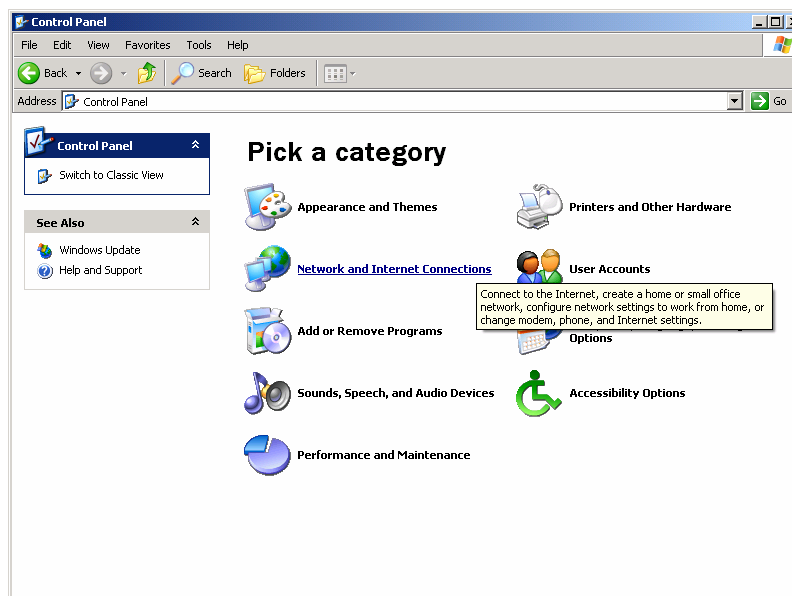 Control Panel
File Edit View Favorites Tools Help
Back Search Folders
Address Control Panel Go
Control Panel
Switch to Classic View
See Also
Windows Update
Help and Support
Pick a category
Appearance and Themes
Printers and Other Hardware
Network and Internet Connections
User Accounts
Connect to the Internet, create a home or small office
network, configure network settings to work from home, or
change modem, phone, and Internet settings.
Add or Remove Programs
Options
Sounds, Speech, and Audio Devices
Accessibility Options
Performance and Maintenance